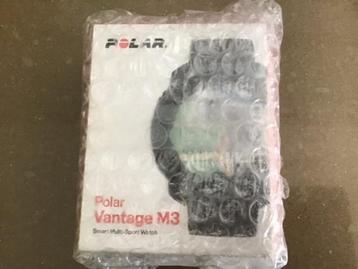 POLAR
Polar
Vantage M3
Smart Multi-Sport Watch